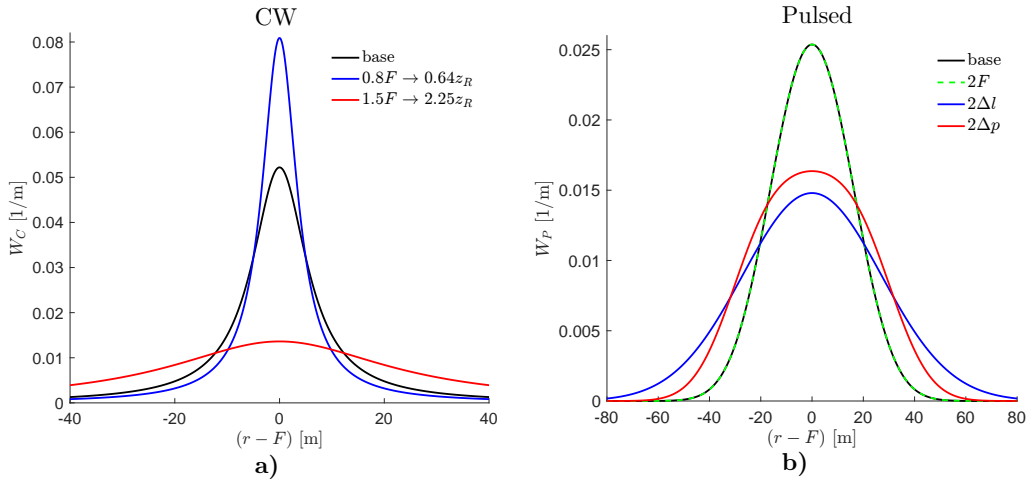 CW
0.08
0.07
0.06
0.05
0.04
0.03
0.02
0.01
0
-40
-20
0
20
40
W_C [1/m]
(r − F) [m]
base
0.8F → 0.64z_R
1.5F → 2.25z_R
a)
Pulsed
0.025
0.02
0.015
0.01
0.005
0
-80
-60
-40
-20
0
20
40
60
80
W_P [1/m]
(r − F) [m]
base
2F
2Δl
2Δp
b)